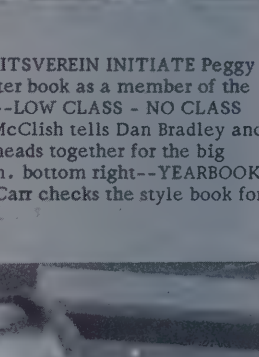 ITSVEREIN INITIATE Peggy
ter book as a member of the
--LOW CLASS - NO CLASS
McClish tells Dan Bradley and
heads together for the big
n. bottom right--YEARBOOK
Carr checks the style book for